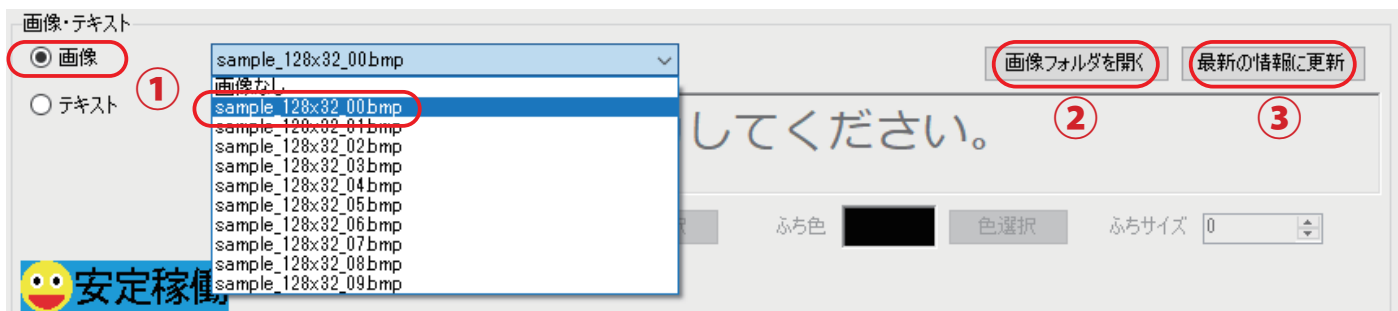 画像・テキスト
画像
sample_128x32_00.bmp
画像フォルダを開く
最新の情報に更新
①
画像なし
テキスト
sample_128x32_00.bmp
②
③
sample_128x32_01.bmp
してください。
sample_128x32_02.bmp
sample_128x32_03.bmp
sample_128x32_04.bmp
sample_128x32_05.bmp
sample_128x32_06.bmp
ふち色
色選択
ふちサイズ
0
sample_128x32_07.bmp
sample_128x32_08.bmp
sample_128x32_09.bmp
安定稼働